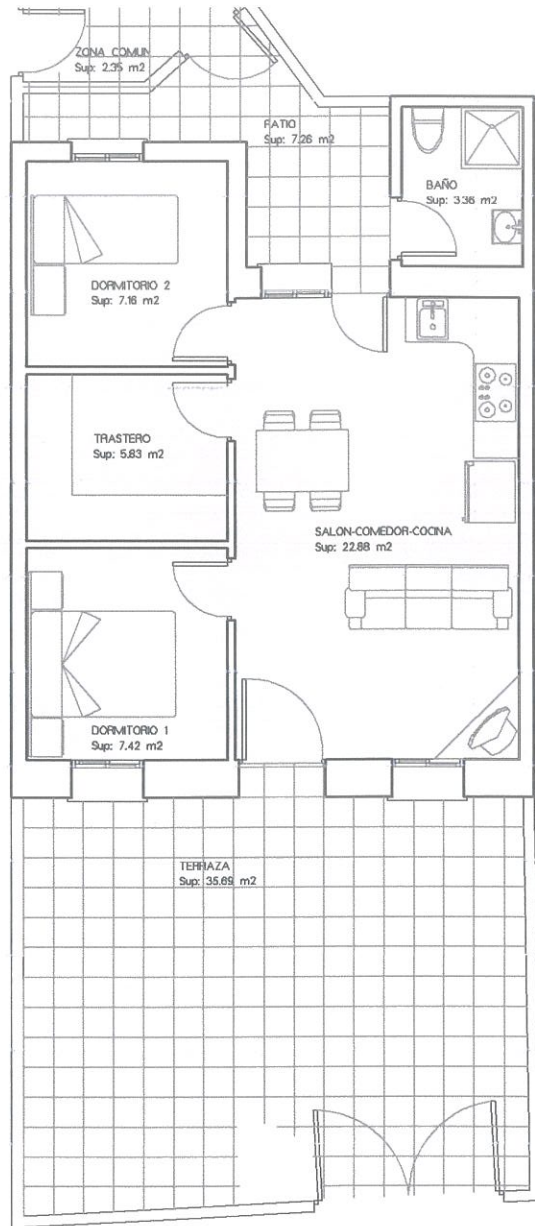 ZONA COMUN
Sup: 2.35 m2
PATIO
Sup: 7.26 m2
BAÑO
Sup: 3.36 m2
DORMITORIO 2
Sup: 7.16 m2
TRASTERO
Sup: 5.83 m2
SALON-COMEDOR-COCINA
Sup: 22.88 m2
DORMITORIO 1
Sup: 7.42 m2
TERRAZA
Sup: 35.69 m2